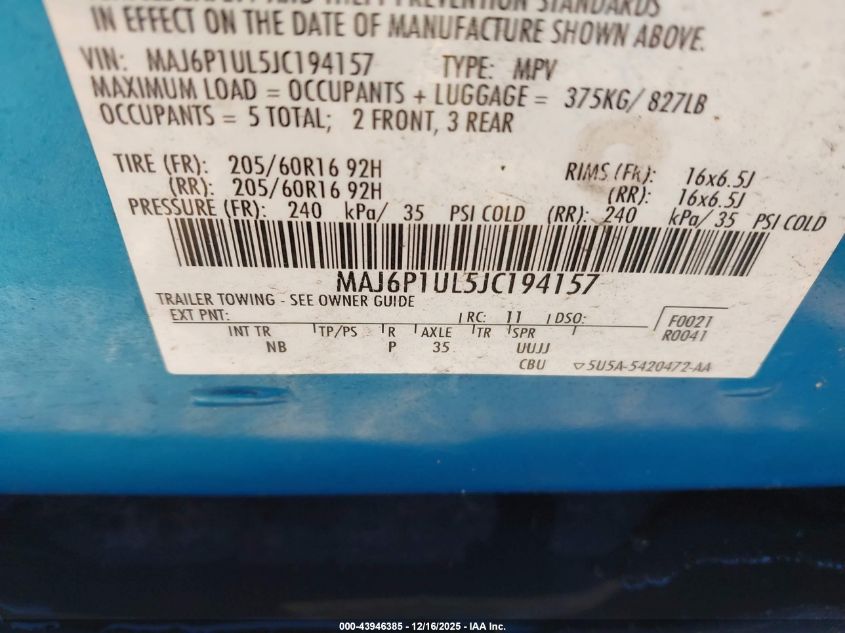 PREVENTION STANDARDS
IN EFFECT ON THE DATE OF MANUFACTURE SHOWN ABOVE.
VIN: MAJ6P1UL5JC194157 TYPE: MPV
MAXIMUM LOAD = OCCUPANTS + LUGGAGE = 375KG/ 827LB
OCCUPANTS = 5 TOTAL; 2 FRONT, 3 REAR
TIRE (FR): 205/60R16 92H RIMS (FR): 16x6.5J
(RR): 205/60R16 92H (RR): 16x6.5J
PRESSURE (FR): 240 kPa/ 35 PSI COLD (RR): 240 kPa/ 35 PSI COLD
MAJ6P1UL5JC194157
TRAILER TOWING - SEE OWNER GUIDE
EXT PNT: RC: 11 DSO: F0021
INT TR TP/PS R AXLE TR SPR R0041
NB P 35 UUJJ
CBU 5U5A-5420472-AA
000-43946385 - 12/16/2025 - IAA Inc.